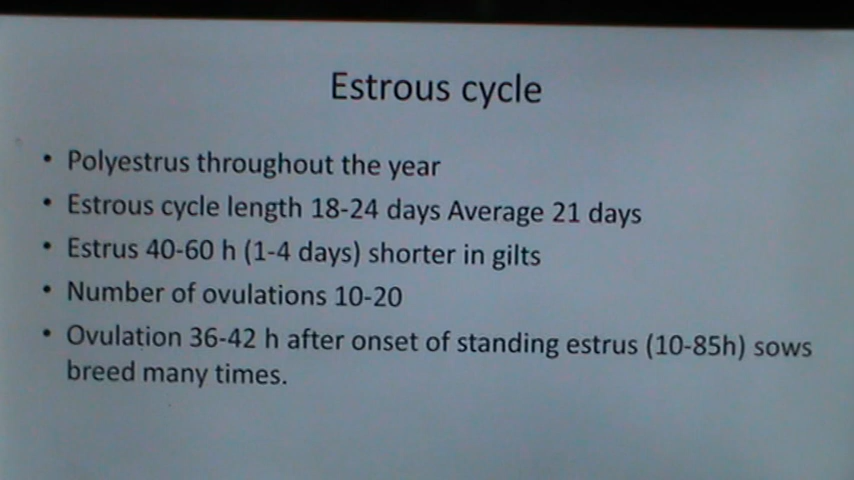 Estrous cycle
• Polyestrus throughout the year
• Estrous cycle length 18-24 days Average 21 days
• Estrus 40-60 h (1-4 days) shorter in gilts
• Number of ovulations 10-20
• Ovulation 36-42 h after onset of standing estrus (10-85h) sows
breed many times.